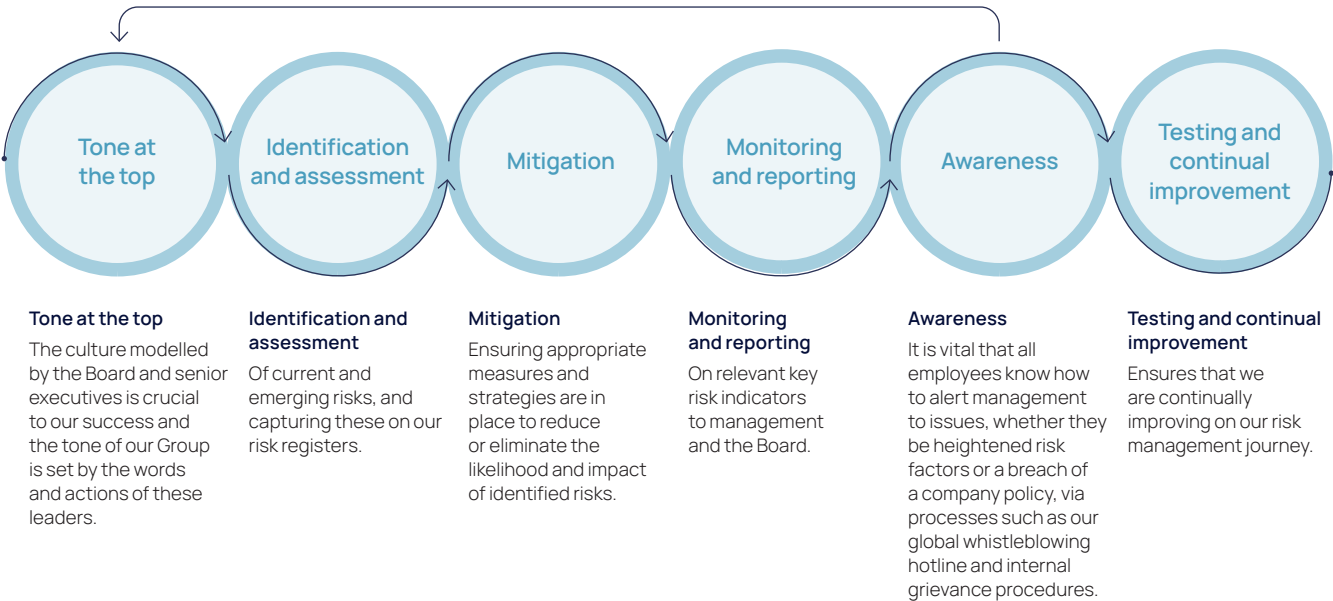 Tone at
the top
Identification
and assessment
Mitigation
Monitoring
and reporting
Awareness
Testing and
continual
improvement
Tone at the top
The culture modelled
by the Board and senior
executives is crucial
to our success and
the tone of our Group
is set by the words
and actions of these
leaders.
Identification and
assessment
Of current and
emerging risks, and
capturing these on our
risk registers.
Mitigation
Ensuring appropriate
measures and
strategies are in
place to reduce
or eliminate the
likelihood and impact
of identified risks.
Monitoring
and reporting
On relevant key
risk indicators
to management
and the Board.
Awareness
It is vital that all
employees know how
to alert management
to issues, whether they
be heightened risk
factors or a breach of
a company policy, via
processes such as our
global whistleblowing
hotline and internal
grievance procedures.
Testing and continual
improvement
Ensures that we
are continually
improving on our risk
management journey.